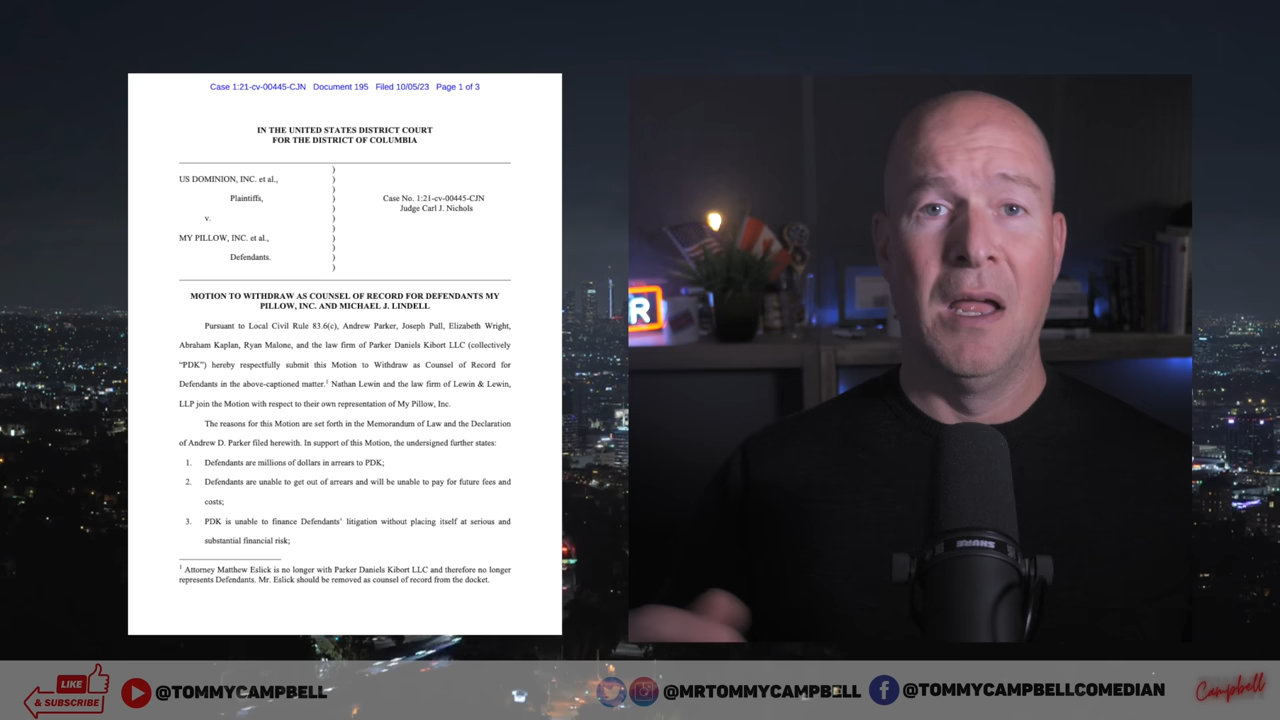 Case 1:21-cv-00445-CJN Document 195 Filed 10/05/23 Page 1 of 3
IN THE UNITED STATES DISTRICT COURT
FOR THE DISTRICT OF COLUMBIA
US DOMINION, INC. et al.,
Plaintiffs,
v.
MY PILLOW, INC. et al.,
Defendants.
)
)
)
)
)
)
)
)
)
)
)
Case No. 1:21-cv-00445-CJN
Judge Carl J. Nichols
MOTION TO WITHDRAW AS COUNSEL OF RECORD FOR DEFENDANTS MY
PILLOW, INC. AND MICHAEL J. LINDELL
Pursuant to Local Civil Rule 83.6(c), Andrew Parker, Joseph Pull, Elizabeth Wright,
Abraham Kaplan, Ryan Malone, and the law firm of Parker Daniels Kibort LLC (collectively
“PDK”) hereby respectfully submit this Motion to Withdraw as Counsel of Record for
Defendants in the above-captioned matter.1 Nathan Lewin and the law firm of Lewin & Lewin,
LLP join the Motion with respect to their own representation of My Pillow, Inc.
The reasons for this Motion are set forth in the Memorandum of Law and the Declaration
of Andrew D. Parker filed herewith. In support of this Motion, the undersigned further states:
1. Defendants are millions of dollars in arrears to PDK;
2. Defendants are unable to get out of arrears and will be unable to pay for future fees and
costs;
3. PDK is unable to finance Defendants’ litigation without placing itself at serious and
substantial financial risk;
1 Attorney Matthew Eslick is no longer with Parker Daniels Kibort LLC and therefore no longer
represents Defendants. Mr. Eslick should be removed as counsel of record from the docket.
R
LIKE
& SUBSCRIBE
@TOMMYCAMPBELL
@MRTOMMYCAMPBELL
@TOMMYCAMPBELLCOMEDIAN
Campbell